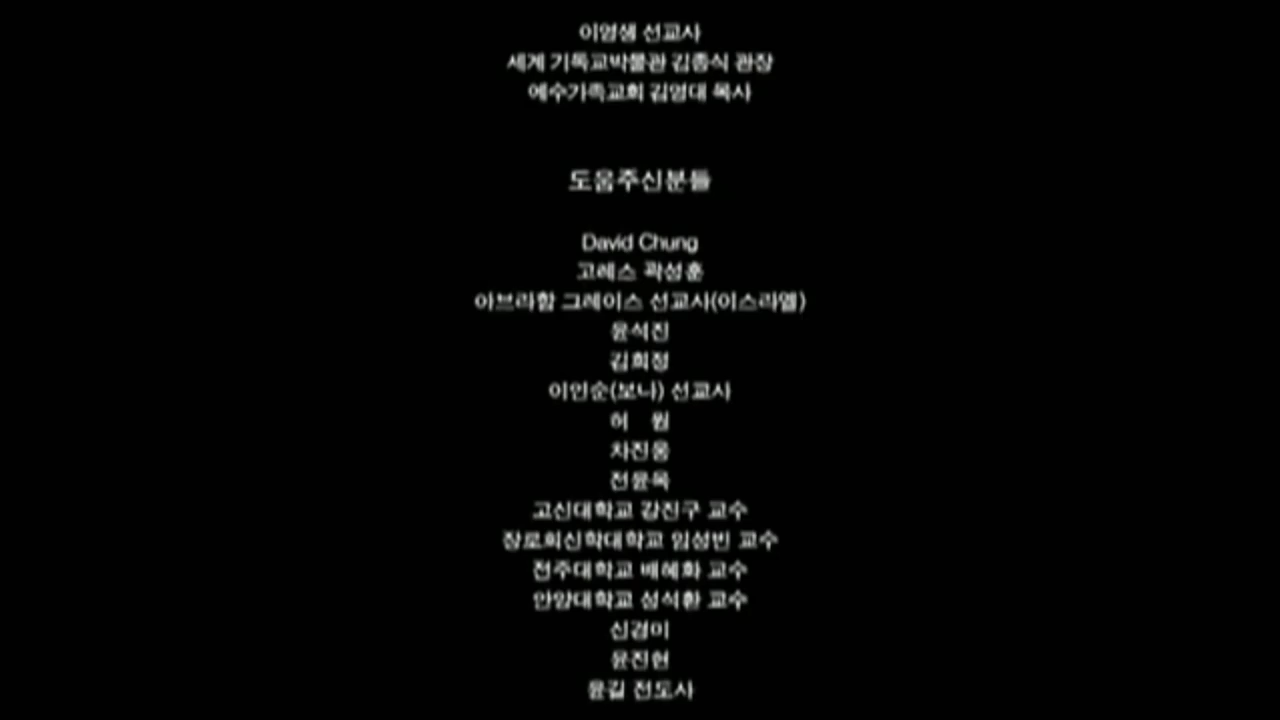 이영생 선교사
세계 기독교박물관 김종식 관장
예수가족교회 김영대 목사
도움주신분들
David Chung
고레스 곽성훈
아브라함 그레이스 선교사(이스라엘)
윤석진
김희정
이인순(보나) 선교사
허 원
차진웅
전윤옥
고신대학교 강진구 교수
장로회신학대학교 임성빈 교수
전주대학교 배혜화 교수
안양대학교 성석환 교수
신경미
윤진현
윤길 전도사